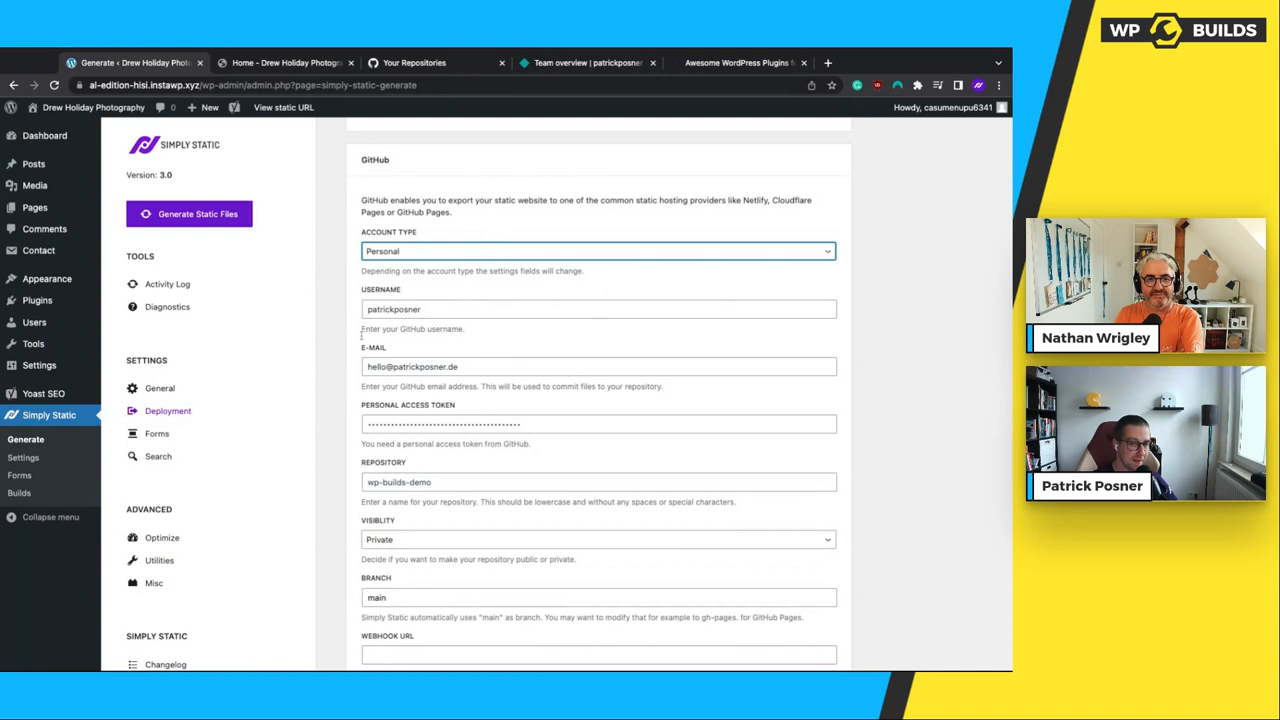 WP BUILDS
Generate ‹ Drew Holiday Photo
Home - Drew Holiday Photogra
Your Repositories
Team overview | patrickposner
Awesome WordPress Plugins f
al-edition-hisi.instawp.xyz/wp-admin/admin.php?page=simply-static-generate
Drew Holiday Photography
0
New
View static URL
Howdy, casumenupu6341
Dashboard
Posts
Media
Pages
Comments
Contact
Appearance
Plugins
Users
Tools
Settings
Yoast SEO
Simply Static
Generate
Settings
Forms
Builds
Collapse menu
SIMPLY STATIC
Version: 3.0
Generate Static Files
TOOLS
Activity Log
Diagnostics
SETTINGS
General
Deployment
Forms
Search
ADVANCED
Optimize
Utilities
Misc
SIMPLY STATIC
Changelog
GitHub
GitHub enables you to export your static website to one of the common static hosting providers like Netlify, Cloudflare
Pages or GitHub Pages.
ACCOUNT TYPE
Personal
Depending on the account type the settings fields will change.
USERNAME
patrickposner
Enter your GitHub username.
E-MAIL
hello@patrickposner.de
Enter your GitHub email address. This will be used to commit files to your repository.
PERSONAL ACCESS TOKEN
You need a personal access token from GitHub.
REPOSITORY
wp-builds-demo
Enter a name for your repository. This should be lowercase and without any spaces or special characters.
VISIBLITY
Private
Decide if you want to make your repository public or private.
BRANCH
main
Simply Static automatically uses "main" as branch. You may want to modify that for example to gh-pages. for GitHub Pages.
WEBHOOK URL
Nathan Wrigley
Patrick Posner